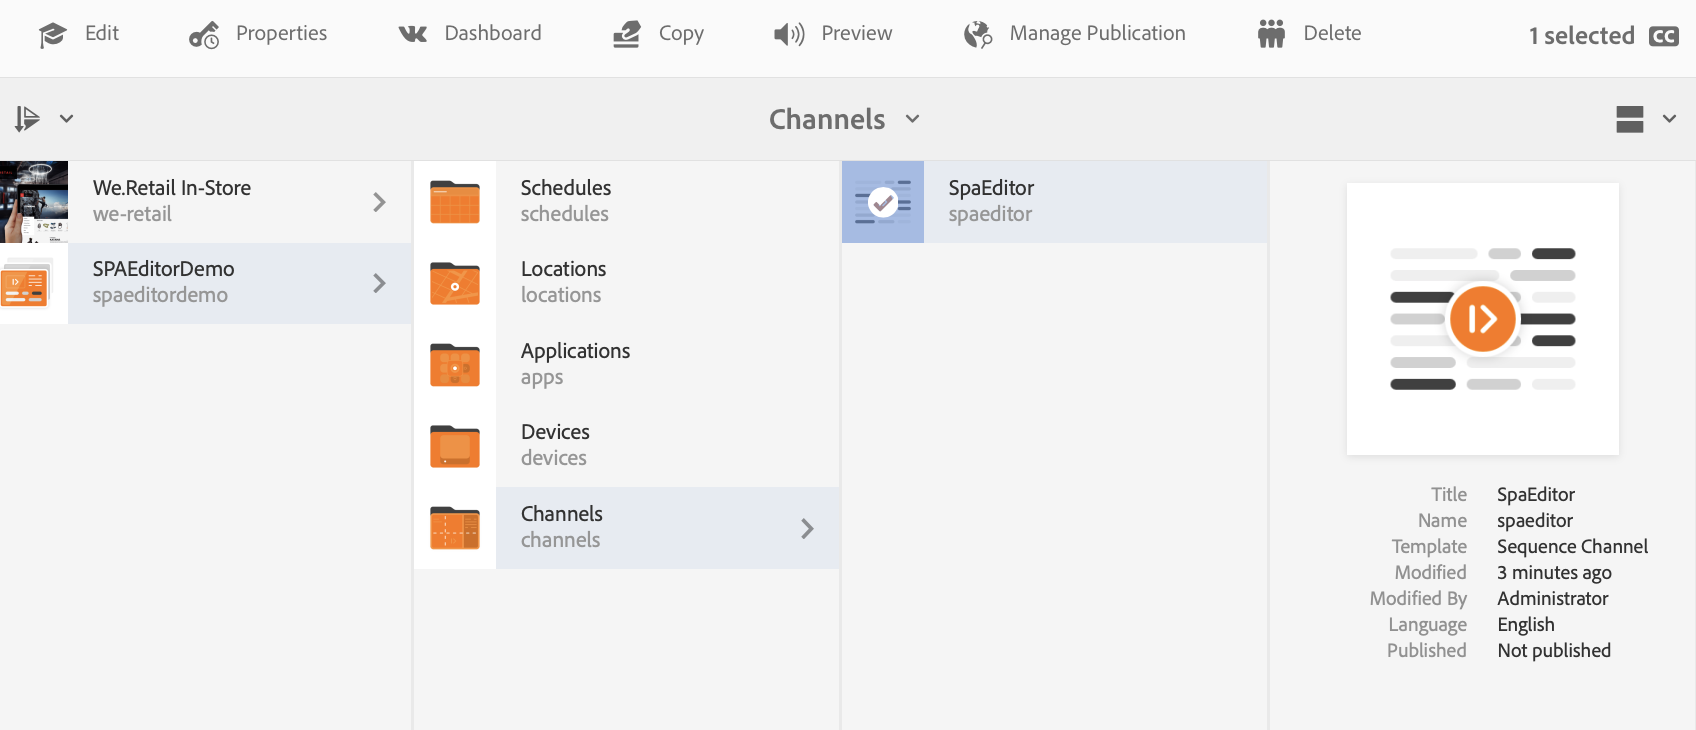 Edit Properties Dashboard Copy Preview Manage Publication Delete 1 selected CC
Channels
We.Retail In-Store
we-retail
SPAEditorDemo
spaeditordemo
Schedules
schedules
Locations
locations
Applications
apps
Devices
devices
Channels
channels
SpaEditor
spaeditor
Title SpaEditor
Name spaeditor
Template Sequence Channel
Modified 3 minutes ago
Modified By Administrator
Language English
Published Not published